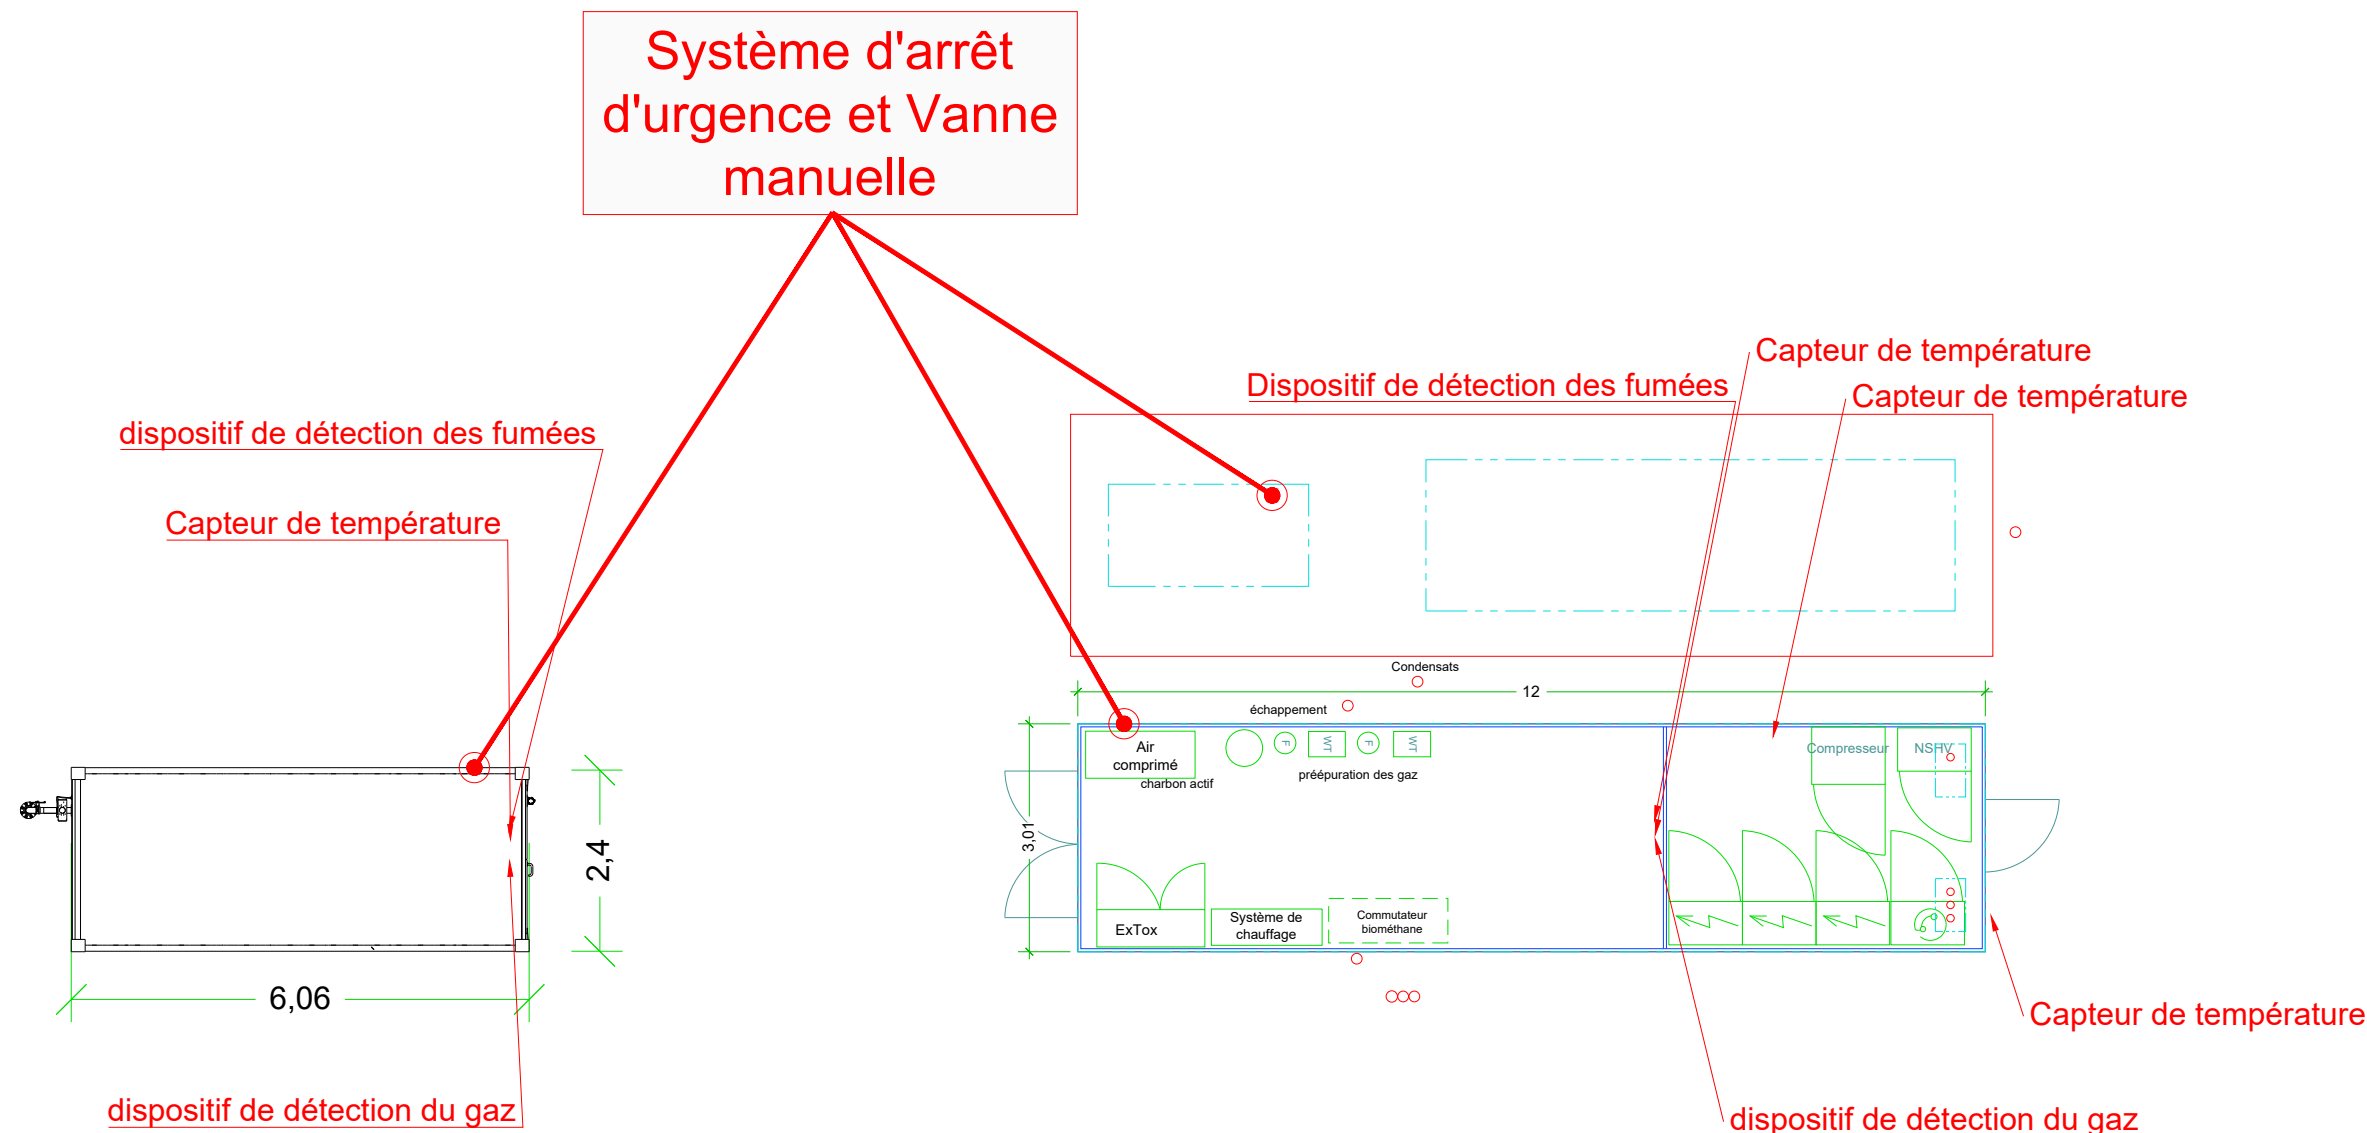 Système d'arrêt
d'urgence et Vanne
manuelle
Capteur de température
Dispositif de détection des fumées
Capteur de température
dispositif de détection des fumées
Capteur de température
Condensats
12
échappement
Air
comprimé
charbon actif
F
WT
F
WT
préépuration des gaz
Compresseur
NSHV
3,01
2,4
ExTox
Système de
chauffage
Commutateur
biométhane
6,06
Capteur de température
dispositif de détection du gaz
dispositif de détection du gaz